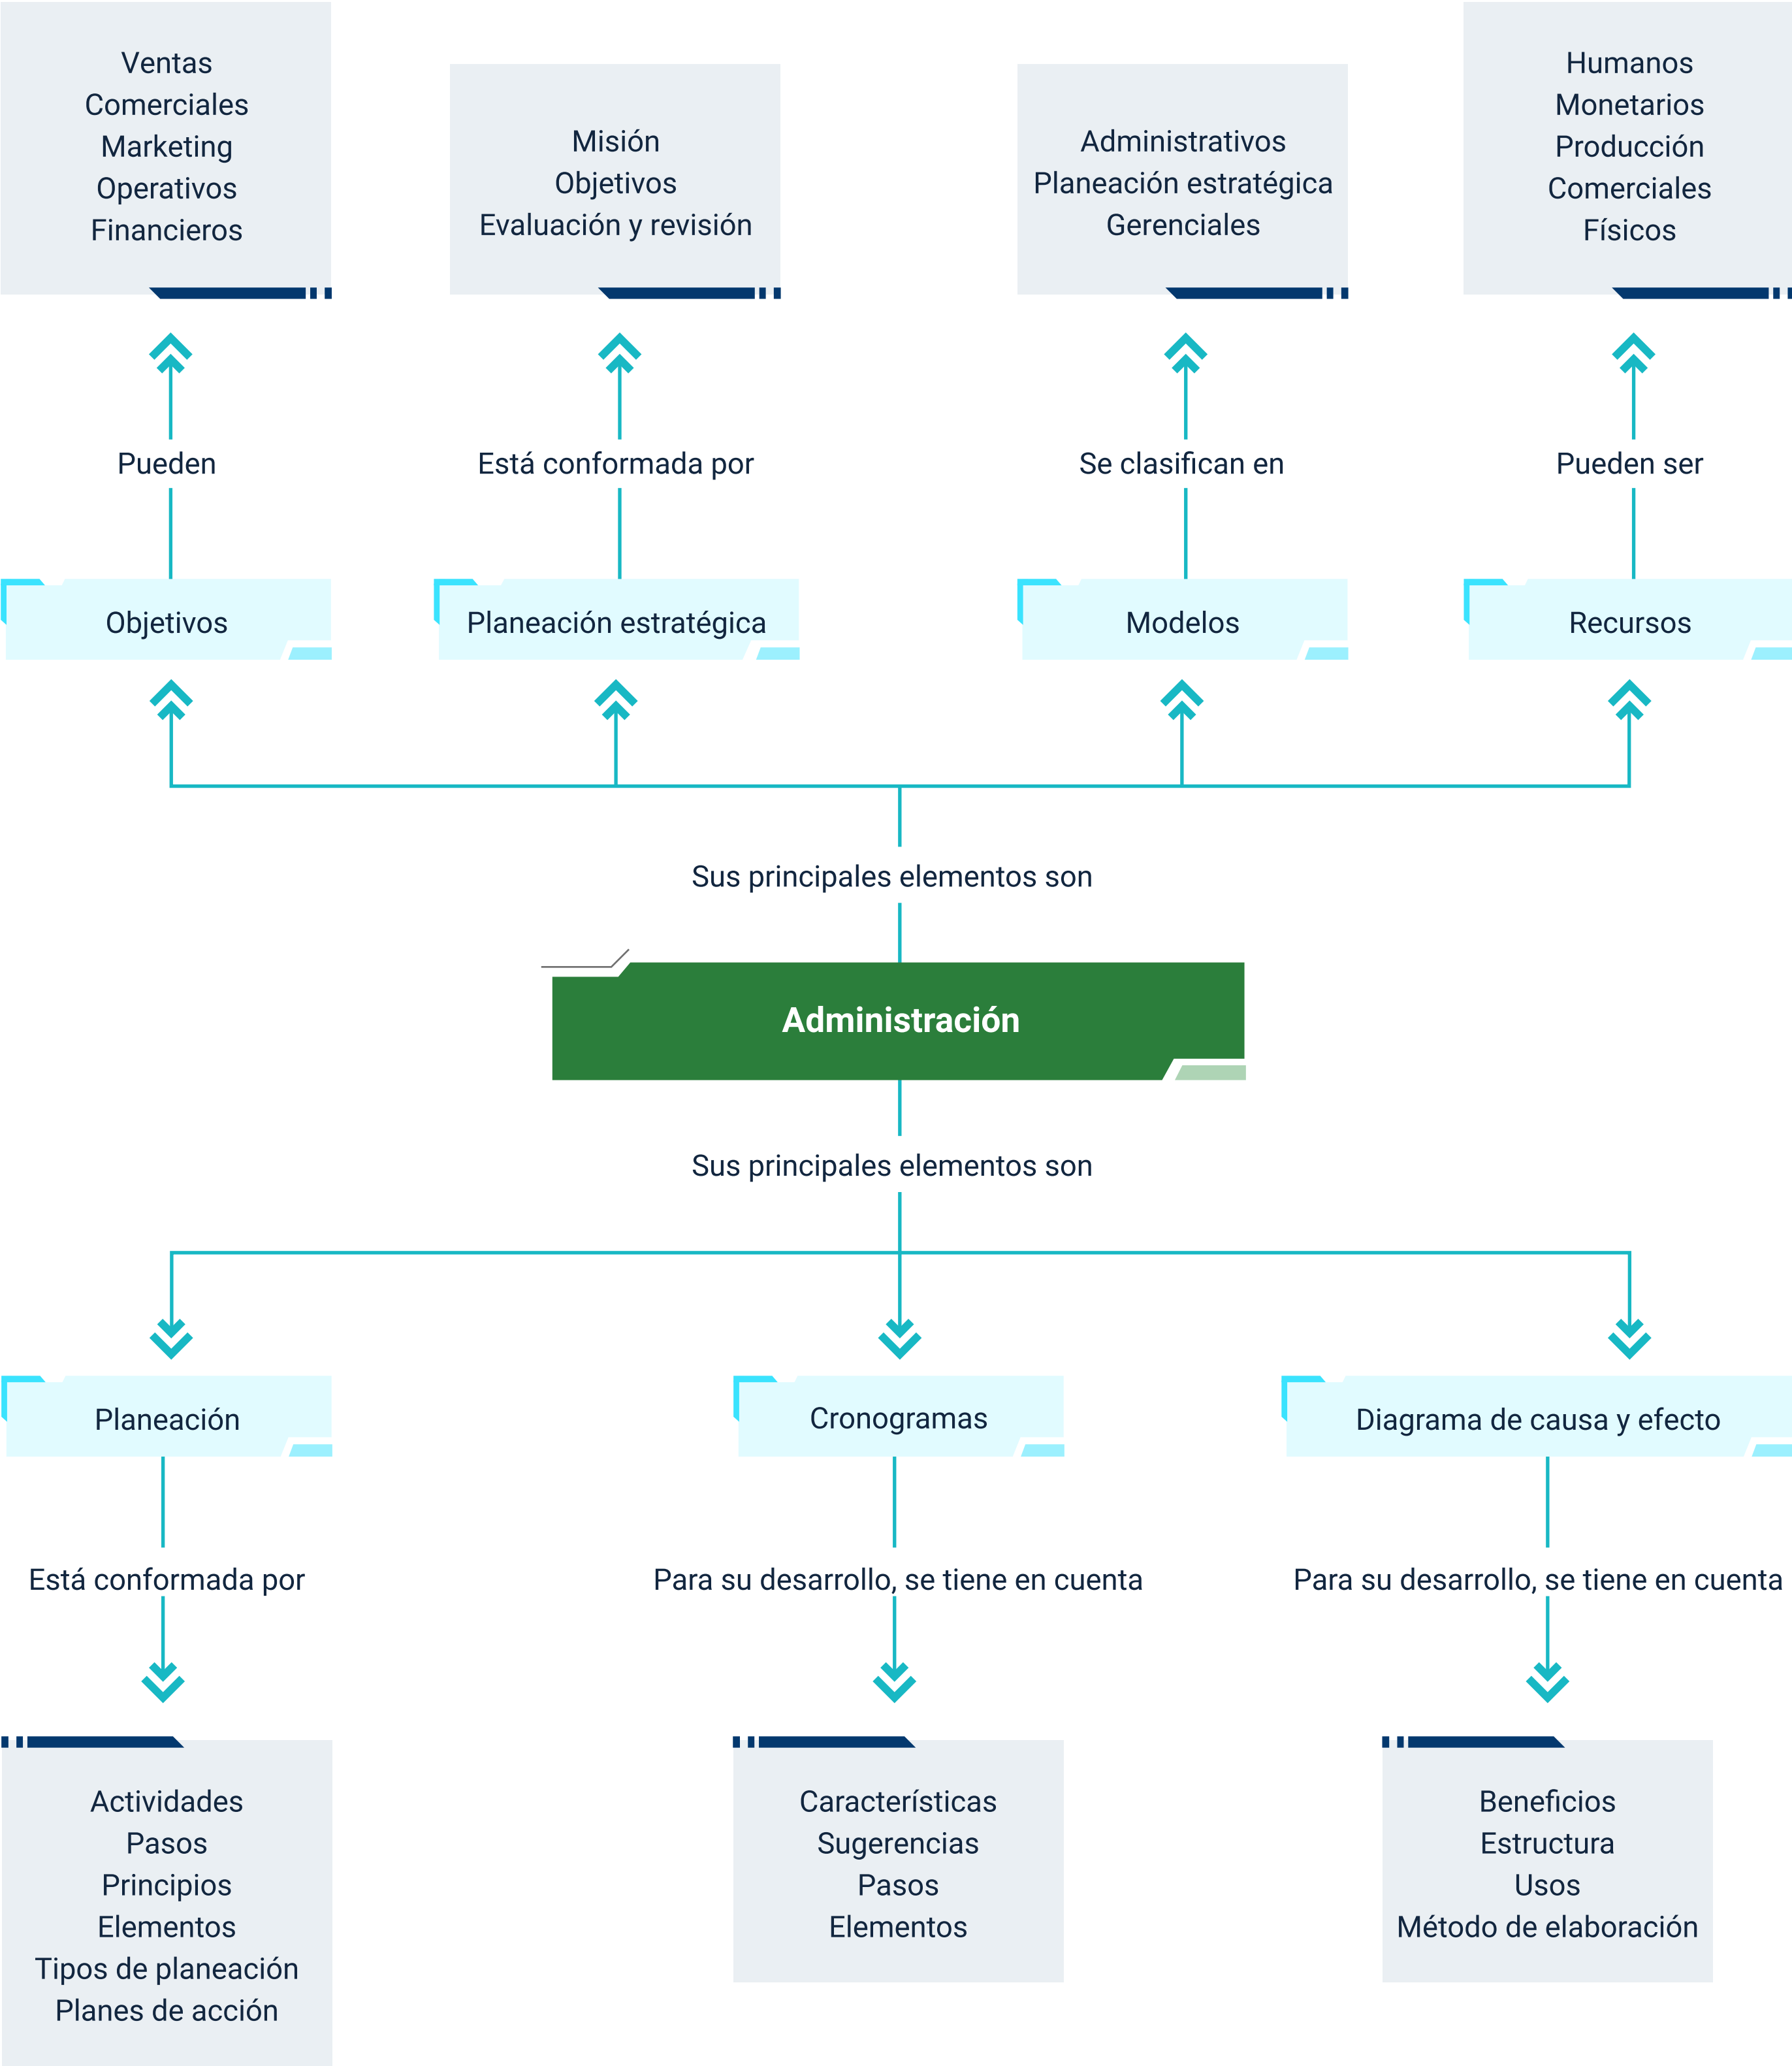 Ventas
Comerciales
Marketing
Operativos
Financieros
Misión
Objetivos
Evaluación y revisión
Administrativos
Planeación estratégica
Gerenciales
Humanos
Monetarios
Producción
Comerciales
Físicos
Pueden
Está conformada por
Se clasifican en
Pueden ser
Objetivos
Planeación estratégica
Modelos
Recursos
Sus principales elementos son
Administración
Sus principales elementos son
Planeación
Cronogramas
Diagrama de causa y efecto
Está conformada por
Para su desarrollo, se tiene en cuenta
Para su desarrollo, se tiene en cuenta
Actividades
Pasos
Principios
Elementos
Tipos de planeación
Planes de acción
Características
Sugerencias
Pasos
Elementos
Beneficios
Estructura
Usos
Método de elaboración